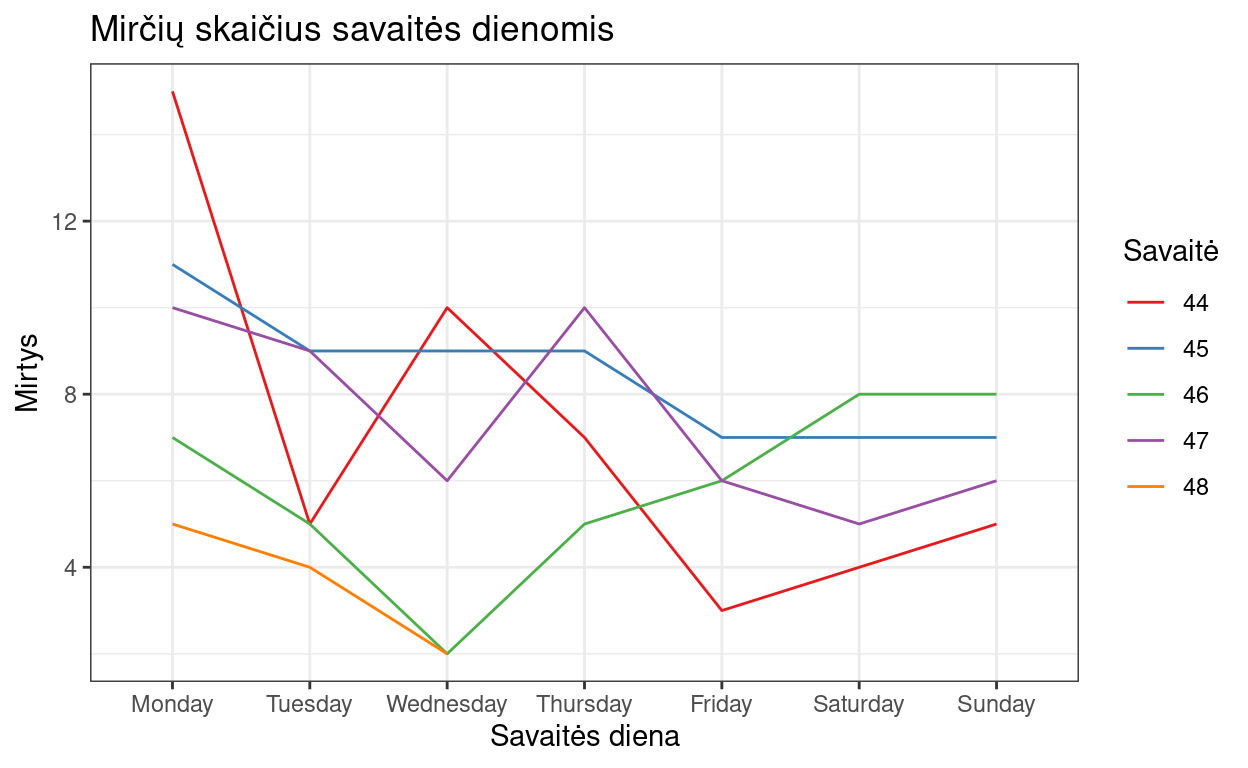 Mirčių skaičius savaitės dienomis
Mirtys
12
8
4
Monday Tuesday Wednesday Thursday Friday Saturday Sunday
Savaitės diena
Savaitė
44
45
46
47
48